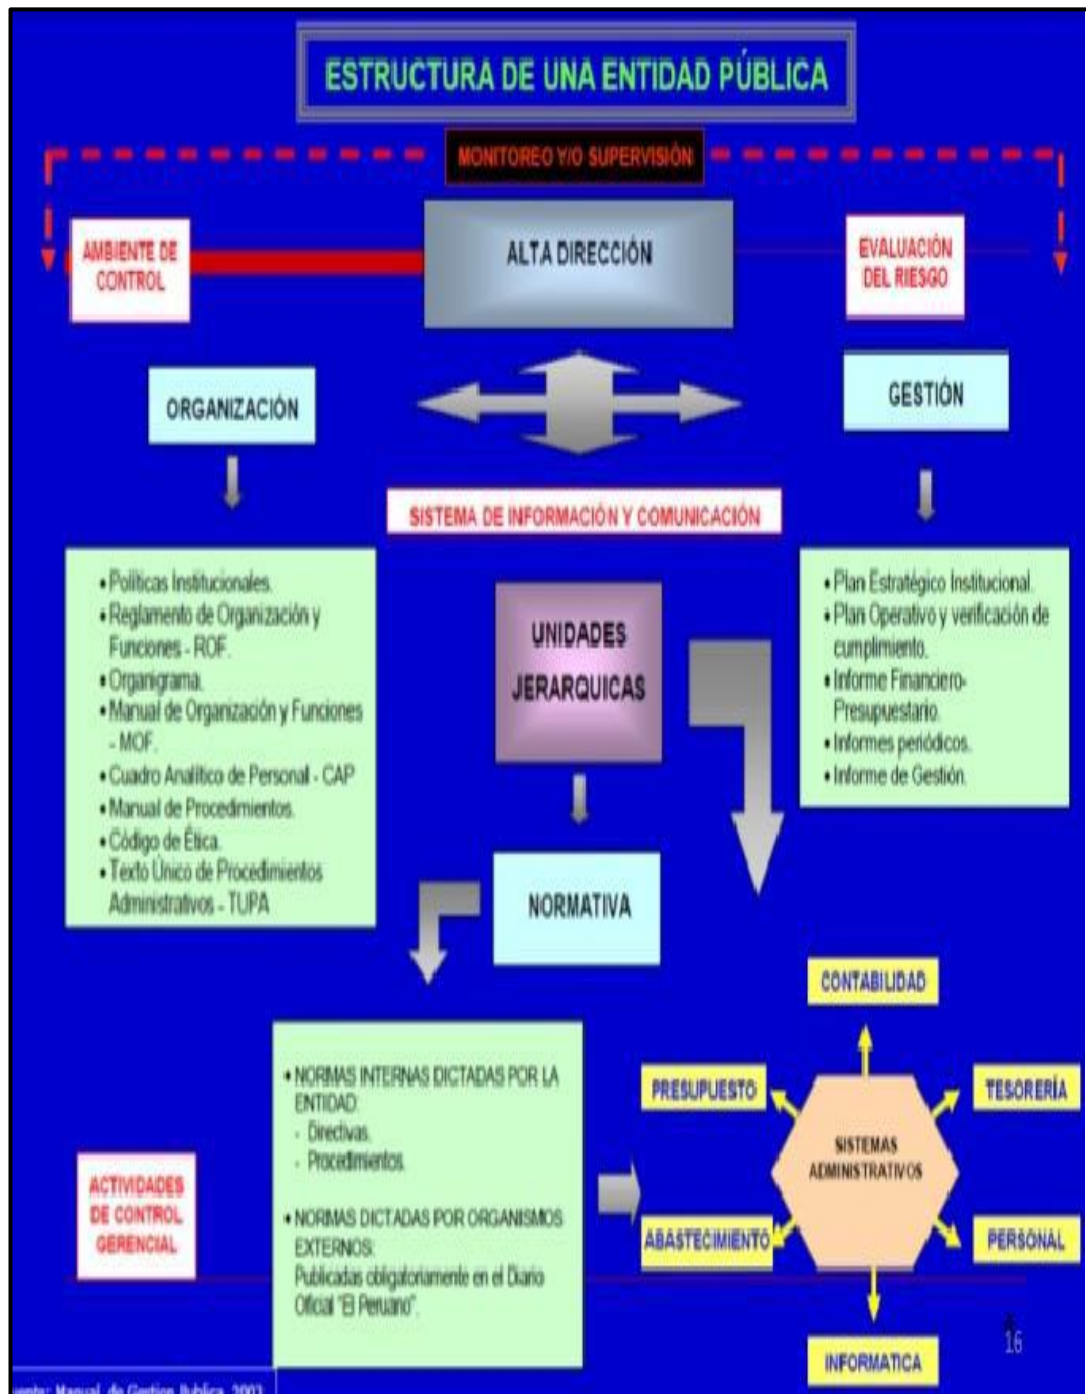 ESTRUCTURA DE UNA ENTIDAD PÚBLICA
MONITOREO Y/O SUPERVISIÓN
AMBIENTE DE
CONTROL
ALTA DIRECCIÓN
EVALUACIÓN
DEL RIESGO
ORGANIZACIÓN
GESTIÓN
SISTEMA DE INFORMACIÓN Y COMUNICACIÓN
• Políticas Institucionales.
• Reglamento de Organización y
Funciones - ROF.
• Organigrama.
• Manual de Organización y Funciones
- MOF.
• Cuadro Analítico de Personal - CAP
• Manual de Procedimientos.
• Código de Ética.
• Texto Único de Procedimientos
Administrativos - TUPA
UNIDADES
JERARQUICAS
• Plan Estratégico Institucional.
• Plan Operativo y verificación de
cumplimiento.
• Informe Financiero-
Presupuestario.
• Informes periódicos.
• Informe de Gestión.
NORMATIVA
• NORMAS INTERNAS DICTADAS POR LA
ENTIDAD:
- Directivas.
- Procedimientos.
• NORMAS DICTADAS POR ORGANISMOS
EXTERNOS:
Publicadas obligatoriamente en el Diario
Oficial "El Peruano".
ACTIVIDADES
DE CONTROL
GERENCIAL
CONTABILIDAD
PRESUPUESTO
TESORERÍA
SISTEMAS
ADMINISTRATIVOS
ABASTECIMIENTO
PERSONAL
INFORMATICA
16
Manual de Gestion Publica 2003